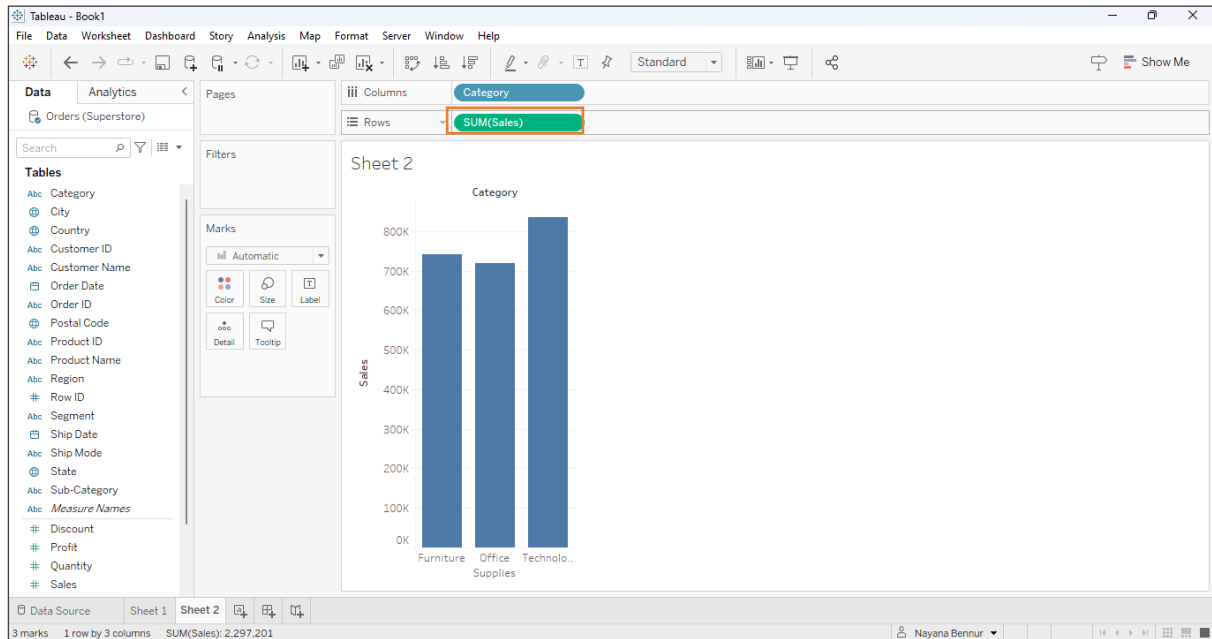 Tableau - Book1
File Data Worksheet Dashboard Story Analysis Map Format Server Window Help
Standard
Show Me
Data Analytics
Orders (Superstore)
Search
Tables
Abc Category
City
Country
Abc Customer ID
Abc Customer Name
Order Date
Abc Order ID
Postal Code
Abc Product ID
Abc Product Name
Abc Region
# Row ID
Abc Segment
Ship Date
Abc Ship Mode
State
Abc Sub-Category
Abc Measure Names
# Discount
# Profit
# Quantity
# Sales
Pages
Filters
Marks
Automatic
Color Size Label
Detail Tooltip
Columns Category
Rows SUM(Sales)
Sheet 2
Category
Sales
800K
700K
600K
500K
400K
300K
200K
100K
0K
Furniture Office Technolo..
Supplies
Data Source Sheet 1 Sheet 2
3 marks 1 row by 3 columns SUM(Sales): 2,297,201
Nayana Bennur